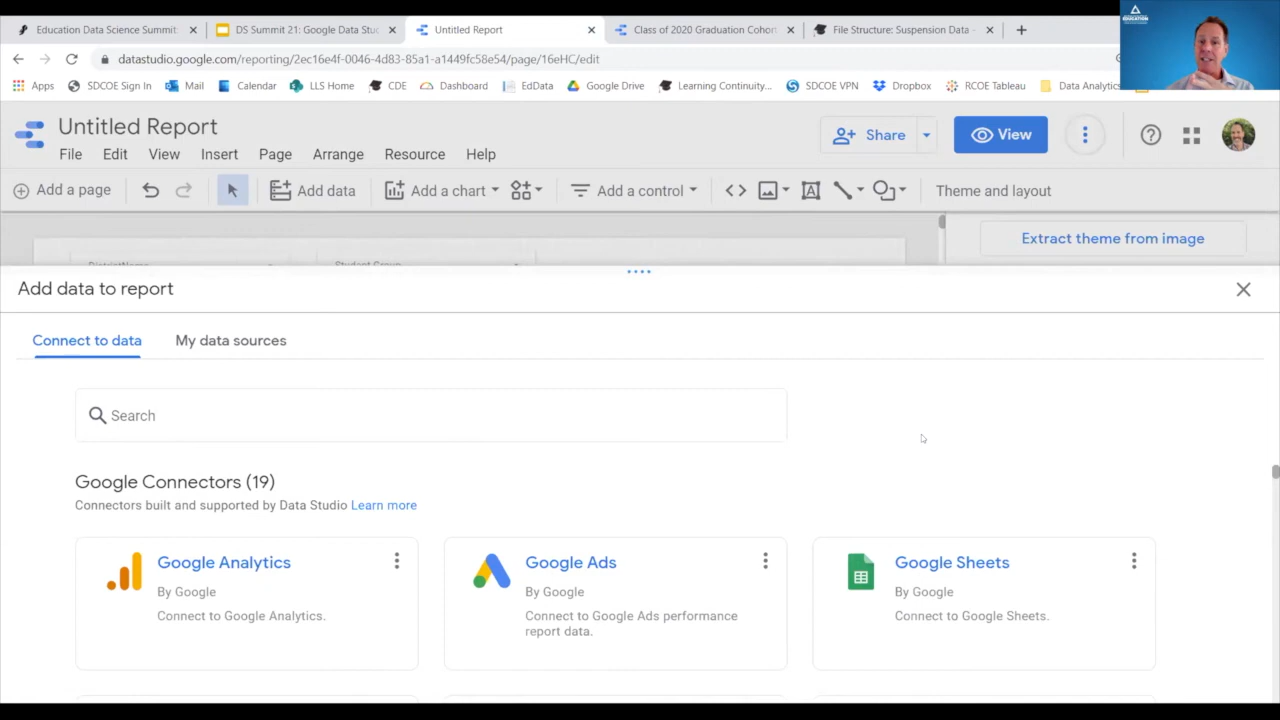 Education Data Science Summit
DS Summit 21: Google Data Stud
Untitled Report
Class of 2020 Graduation Cohort
File Structure: Suspension Data -
datastudio.google.com/reporting/2ec16e4f-0046-4d83-85a1-a1449fc58e54/page/16eHC/edit
Apps
SDCOE Sign In
Mail
Calendar
LLS Home
CDE
Dashboard
EdData
Google Drive
Learning Continuity...
SDCOE VPN
Dropbox
RCOE Tableau
Data Analytics
EDUCATION
Untitled Report
Share
View
File Edit View Insert Page Arrange Resource Help
Add a page
Add data
Add a chart
Add a control
Theme and layout
Extract theme from image
DistrictName
Student Group
Add data to report
Connect to data
My data sources
Search
Google Connectors (19)
Connectors built and supported by Data Studio Learn more
Google Analytics
By Google
Connect to Google Analytics.
Google Ads
By Google
Connect to Google Ads performance
report data.
Google Sheets
By Google
Connect to Google Sheets.